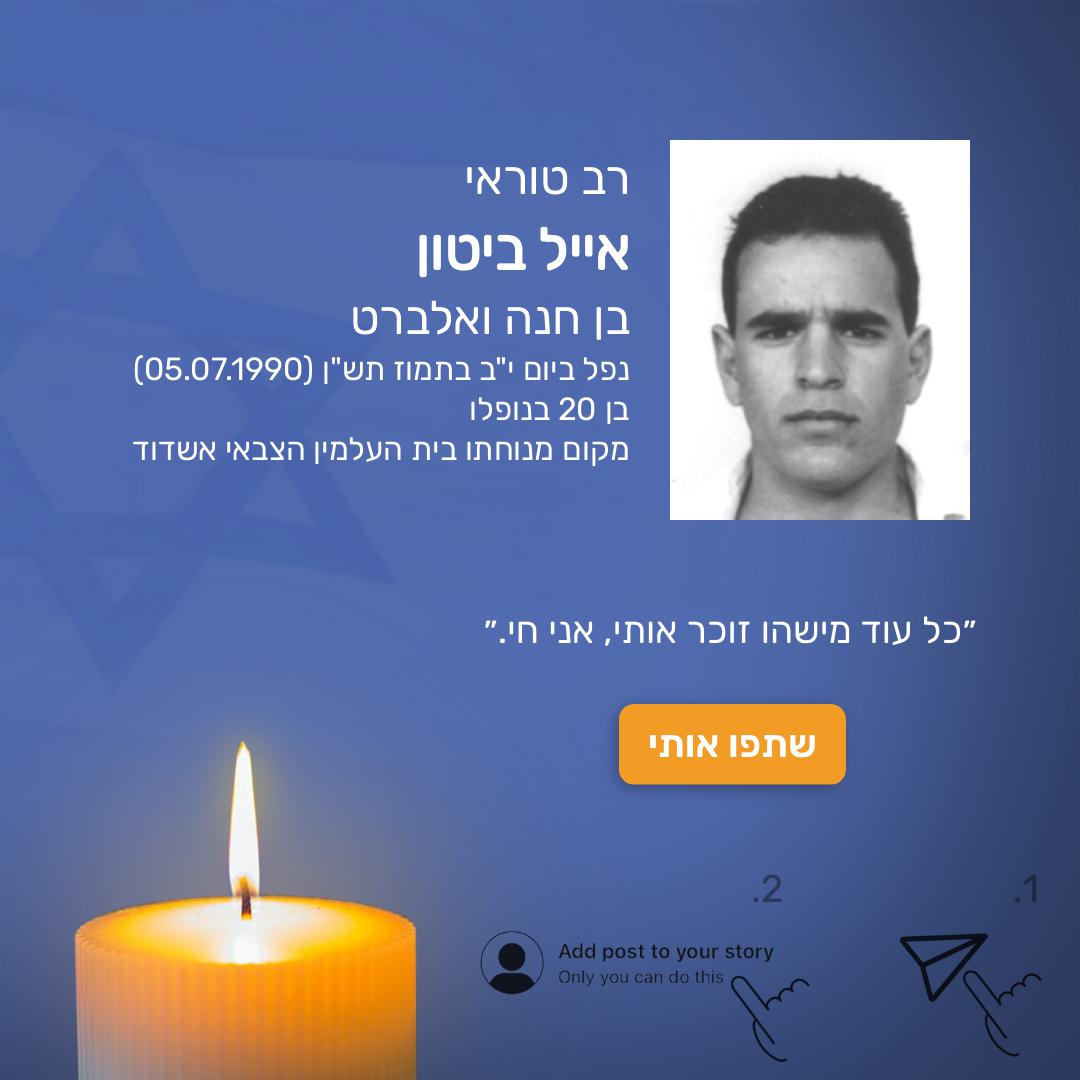 רב טוראי
אייל ביטון
בן חנה ואלברט
נפל ביום י"ב בתמוז תש"ן (05.07.1990)
בן 20 בנופלו
מקום מנוחתו בית העלמין הצבאי אשדוד
״כל עוד מישהו זוכר אותי, אני חי.״
שתפו אותי
.1
.2
Add post to your story
Only you can do this